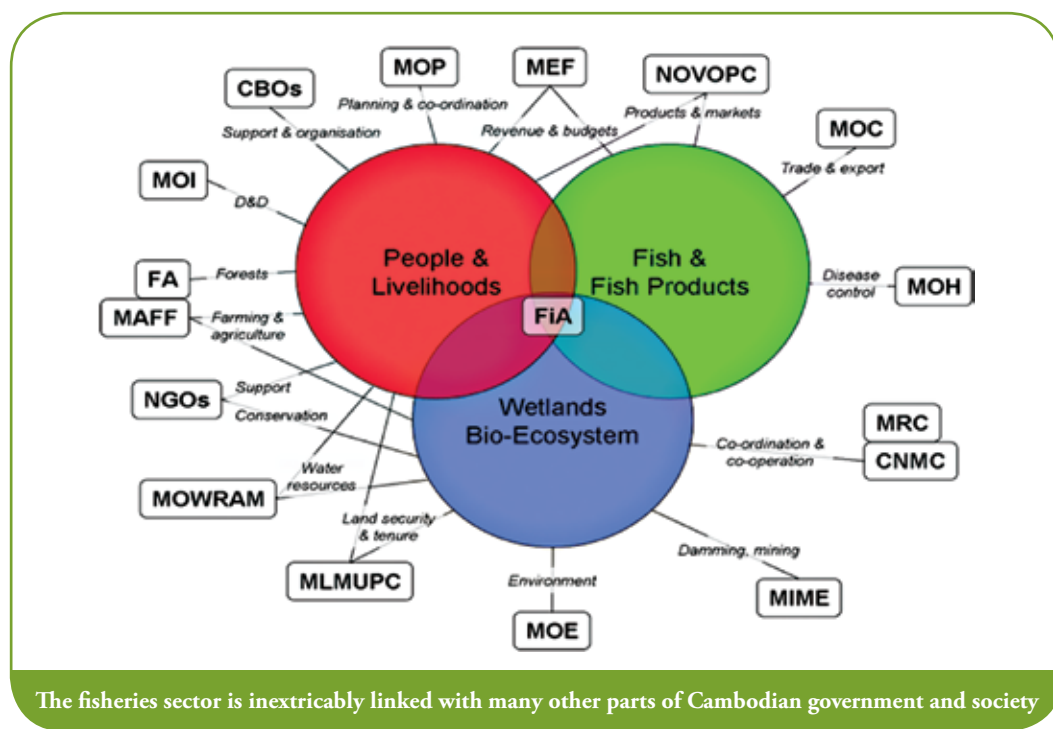 MOP
MEF
NOVOPC
CBOs
Planning & co-ordination
Products & markets
Support & organisation
Revenue & budgets
MOC
Trade & export
MOI
D&D
People &
Livelihoods
Fish &
Fish Products
FA
Forests
Disease
control
MOH
MAFF
Farming &
agriculture
FiA
NGOs
Support
Conservation
Wetlands
Bio-Ecosystem
MRC
Co-ordination &
co-operation
CNMC
MOWRAM
Water
resources
Land security
& tenure
MLMUPC
Damming, mining
Environment
MIME
MOE
The fisheries sector is inextricably linked with many other parts of Cambodian government and society